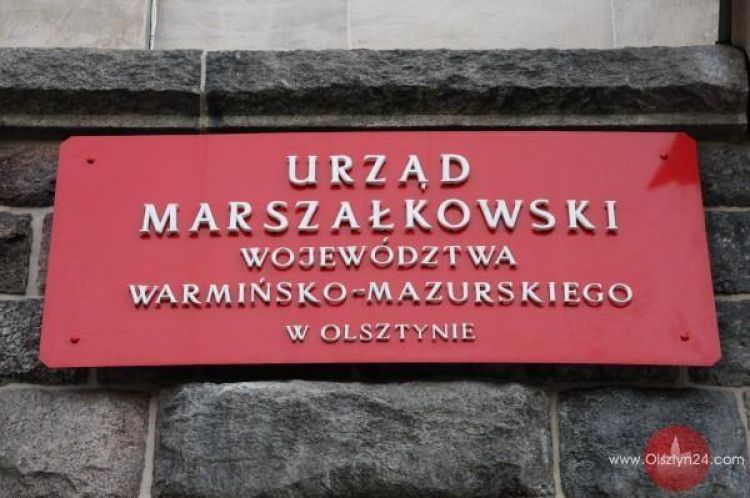 URZĄD
MARSZAŁKOWSKI
WOJEWÓDZTWA
WARMIŃSKO-MAZURSKIEGO
W OLSZTYNIE
www.Olsztyn24.com